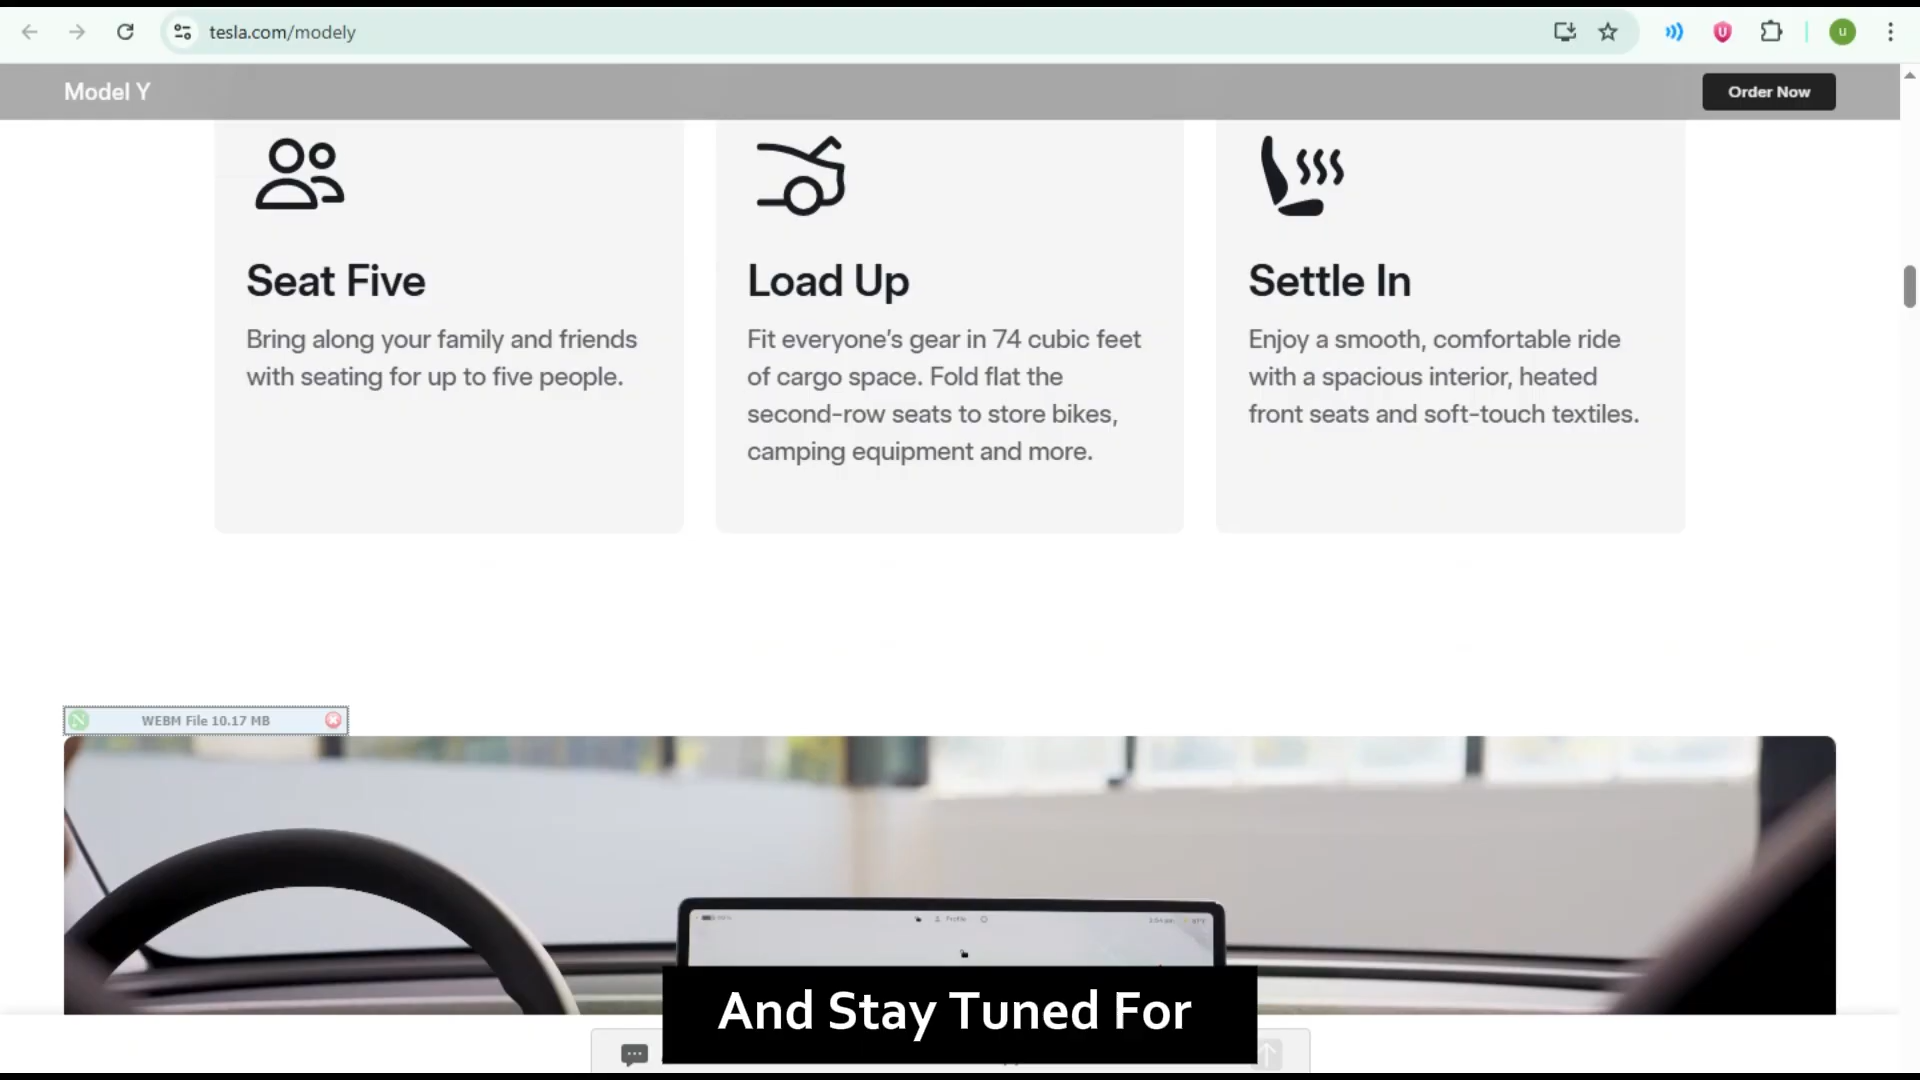 tesla.com/modely
u
Model Y
Order Now
Seat Five
Bring along your family and friends
with seating for up to five people.
Load Up
Fit everyone’s gear in 74 cubic feet
of cargo space. Fold flat the
second-row seats to store bikes,
camping equipment and more.
Settle In
Enjoy a smooth, comfortable ride
with a spacious interior, heated
front seats and soft-touch textiles.
WEBM File 10.17 MB
Profile
And Stay Tuned For